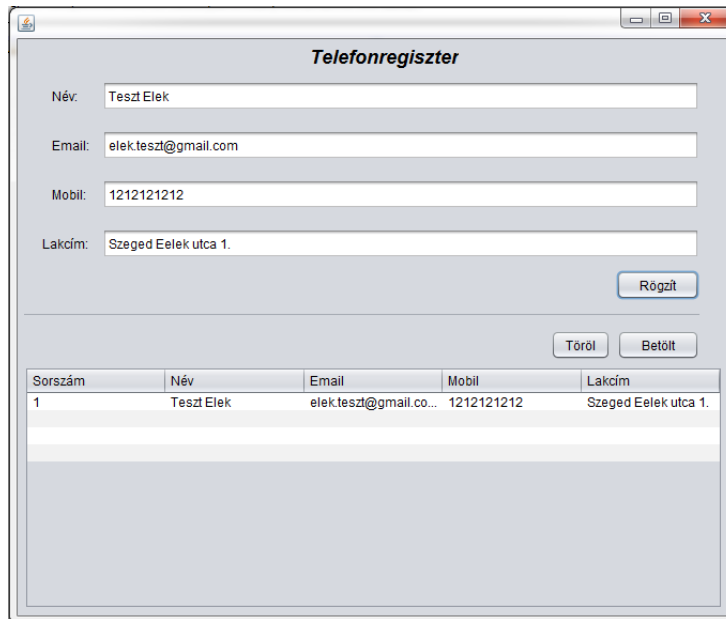 Telefonregiszter
Név: Teszt Elek
Email: elek.teszt@gmail.com
Mobil: 1212121212
Lakcím: Szeged Eelek utca 1.
Rögzít
Töröl Betölt
Sorszám Név Email Mobil Lakcím
1 Teszt Elek elek.teszt@gmail.co... 1212121212 Szeged Eelek utca 1.